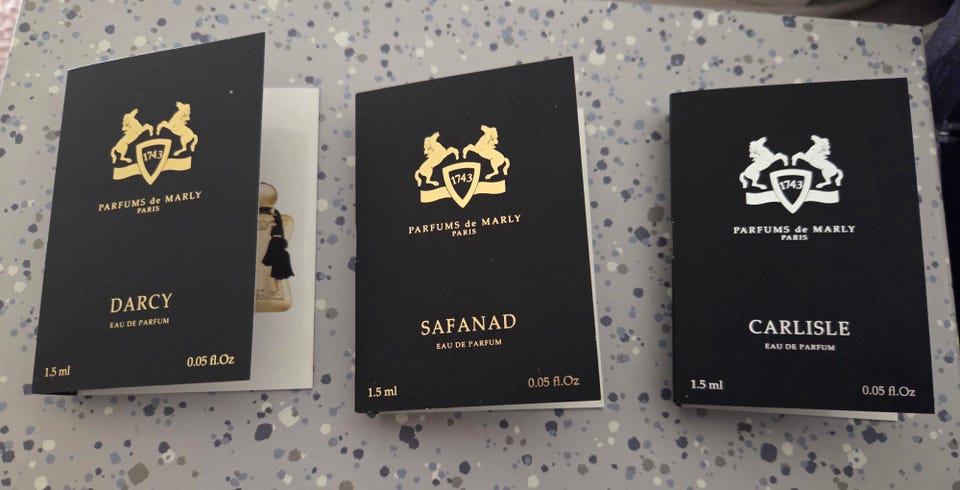 1743
PARFUMS de MARLY
PARIS
DARCY
EAU DE PARFUM
1.5 ml
0.05 fl.Oz
1743
PARFUMS de MARLY
PARIS
SAFANAD
EAU DE PARFUM
1.5 ml
0.05 fl.Oz
1743
PARFUMS de MARLY
PARIS
CARLISLE
EAU DE PARFUM
1.5 ml
0.05 fl.Oz